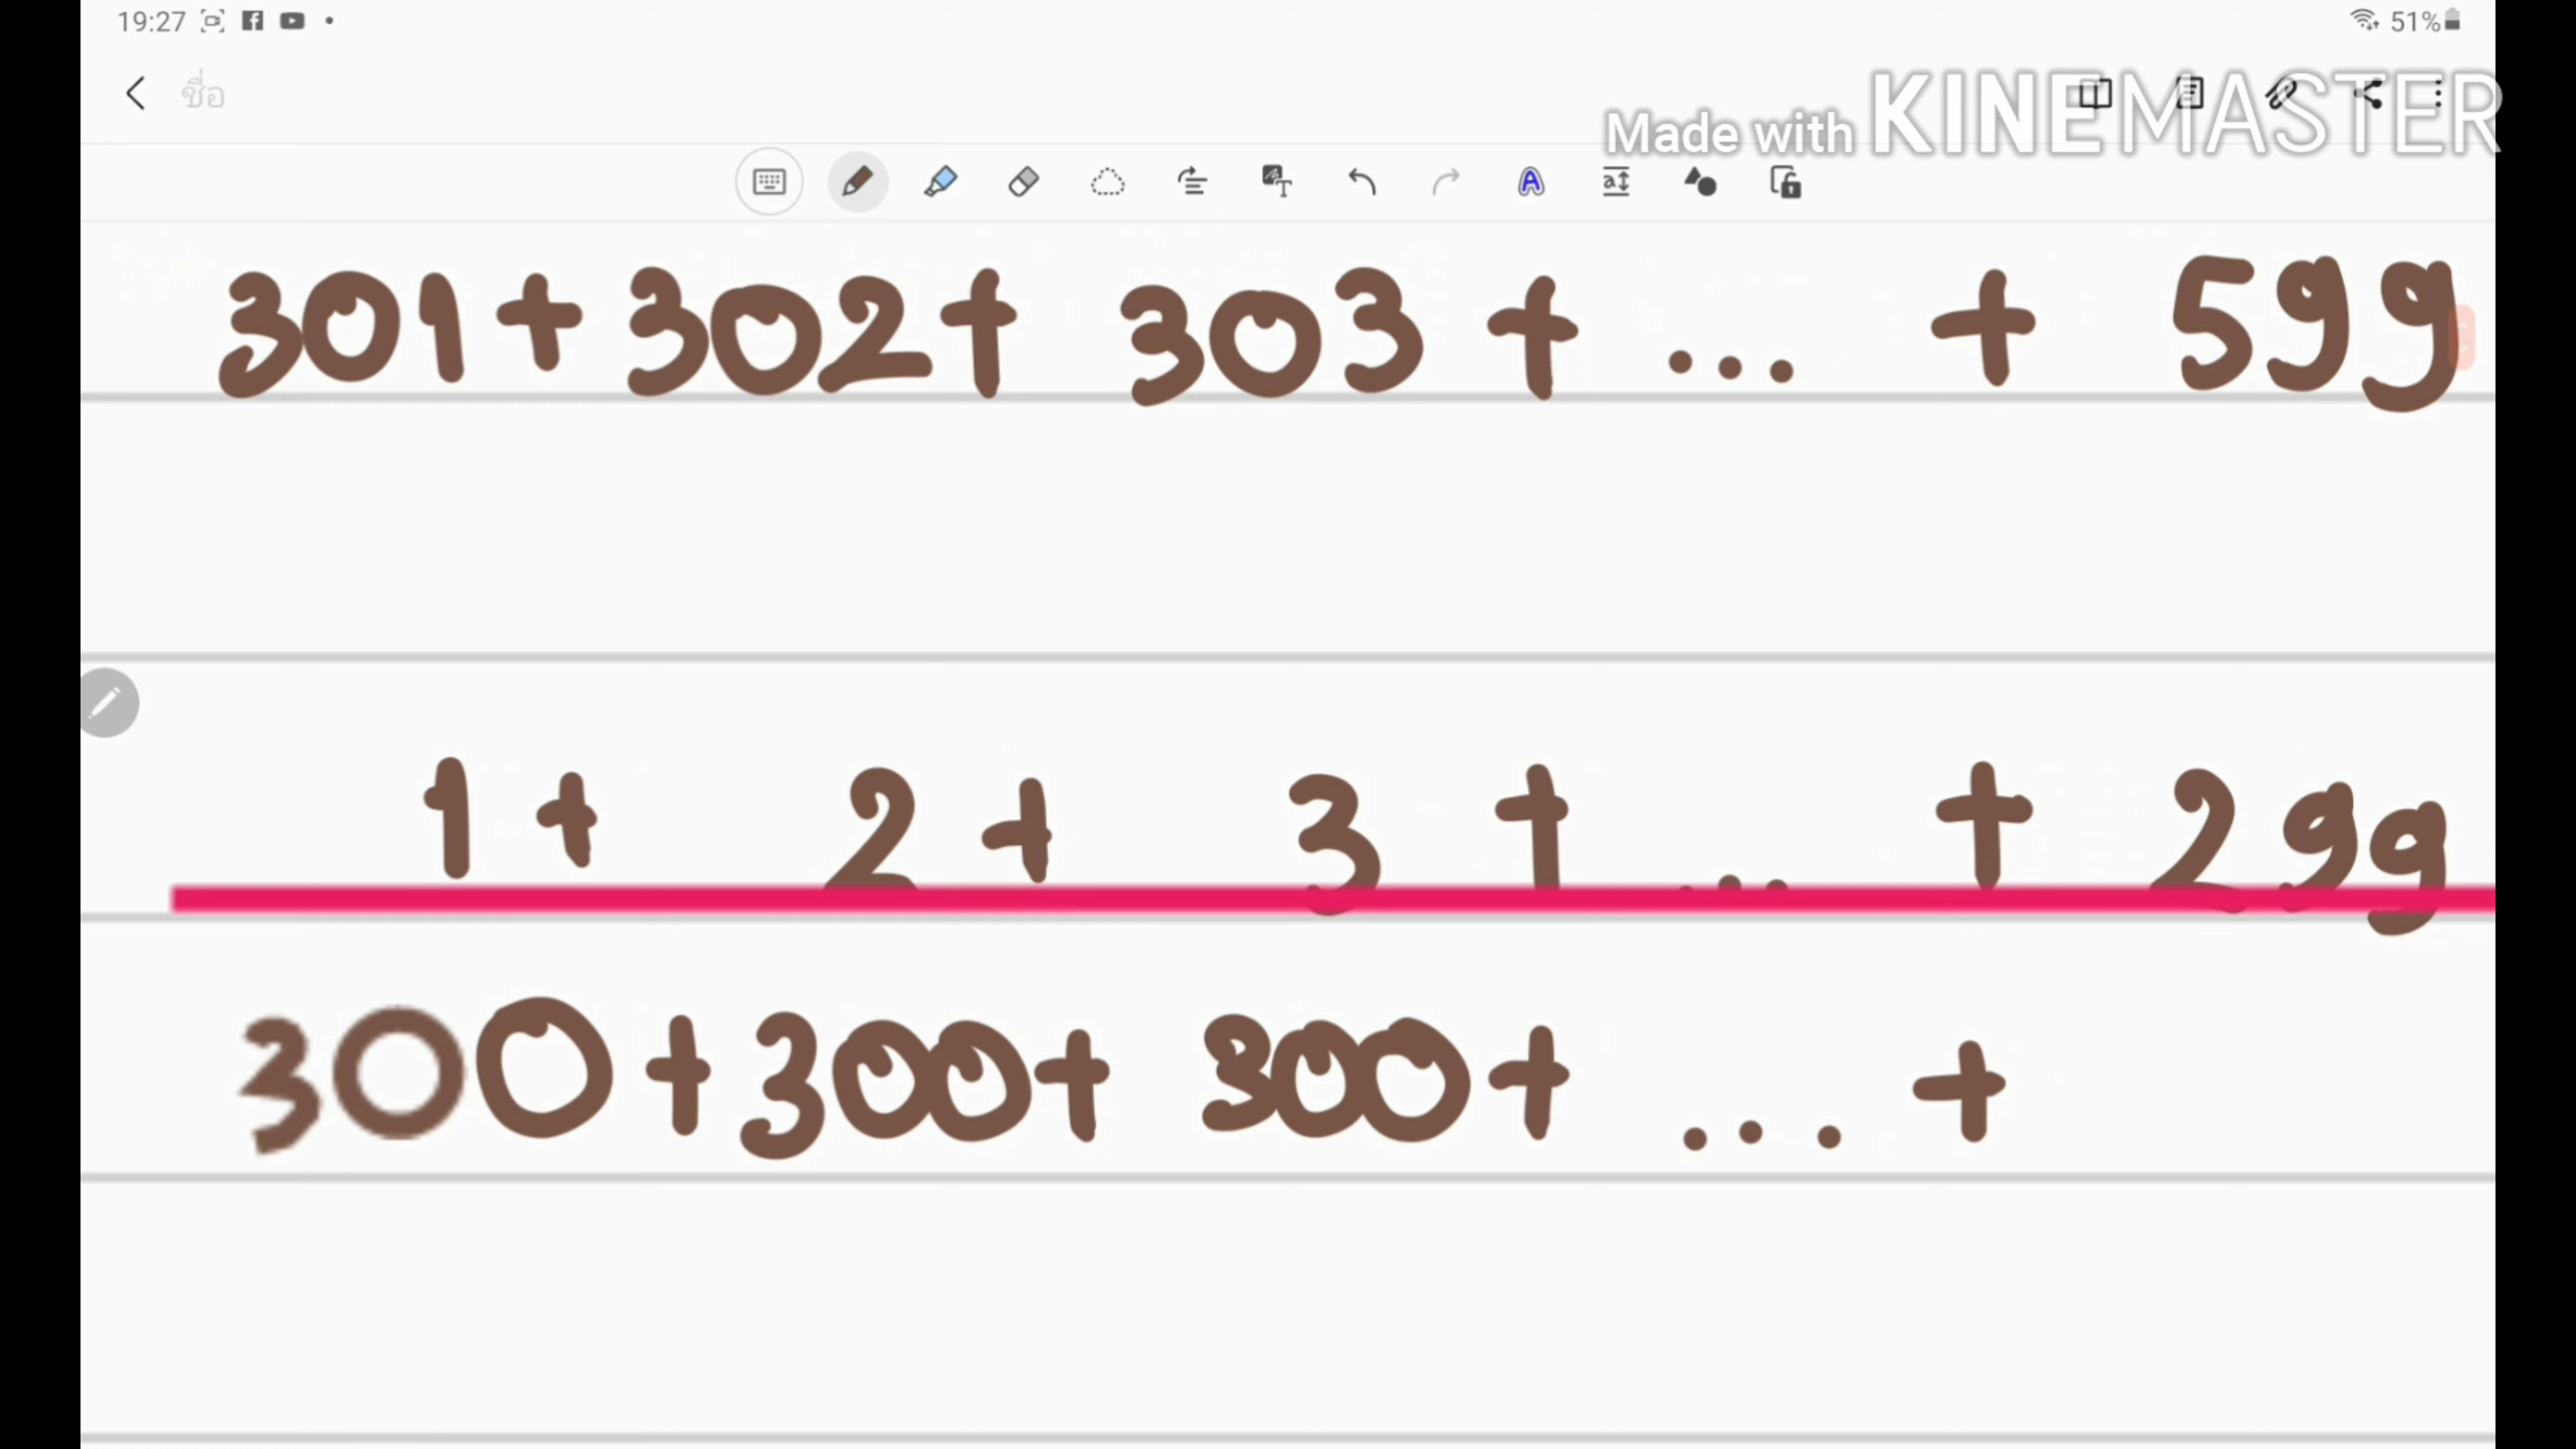 19:27 51%
ชื่อ
Made with KINEMASTER
301 + 302 + 303 + ... + 599
1 + 2 + 3 + ... + 299
300 + 300 + 300 + ... +